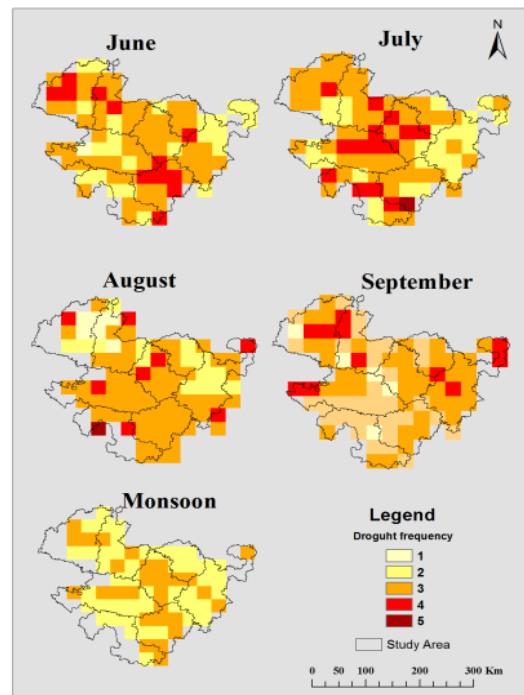 June
July
N
August
September
Monsoon
Legend
Droguht frequency
1
2
3
4
5
Study Area
0 50 100 200 300 Km